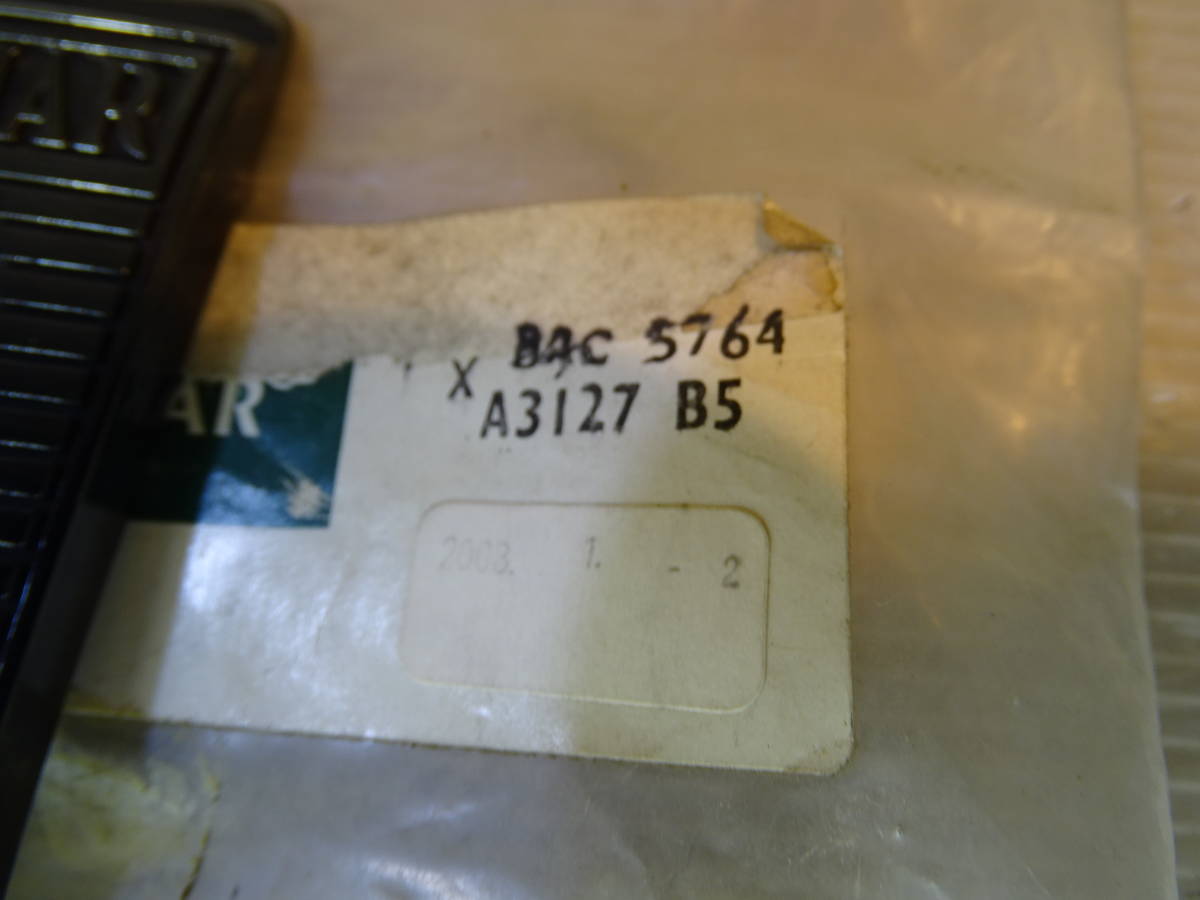 AR
BAC 5764
X A3127 B5
AR
2003. 1. - 2